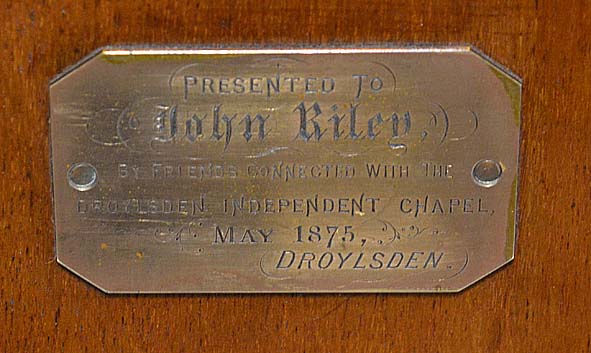 PRESENTED TO
John Riley,
BY FRIENDS CONNECTED WITH THE
DROYLSDEN INDEPENDENT CHAPEL,
MAY 1875,
DROYLSDEN.